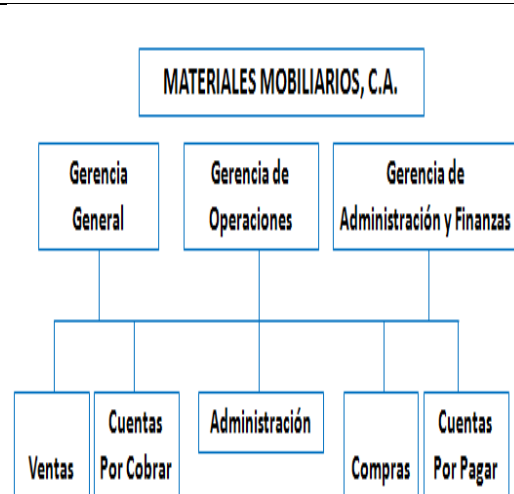 MATERIALES MOBILIARIOS, C.A.
Gerencia
General
Gerencia de
Operaciones
Gerencia de
Administración y Finanzas
Ventas
Cuentas
Por Cobrar
Administración
Compras
Cuentas
Por Pagar